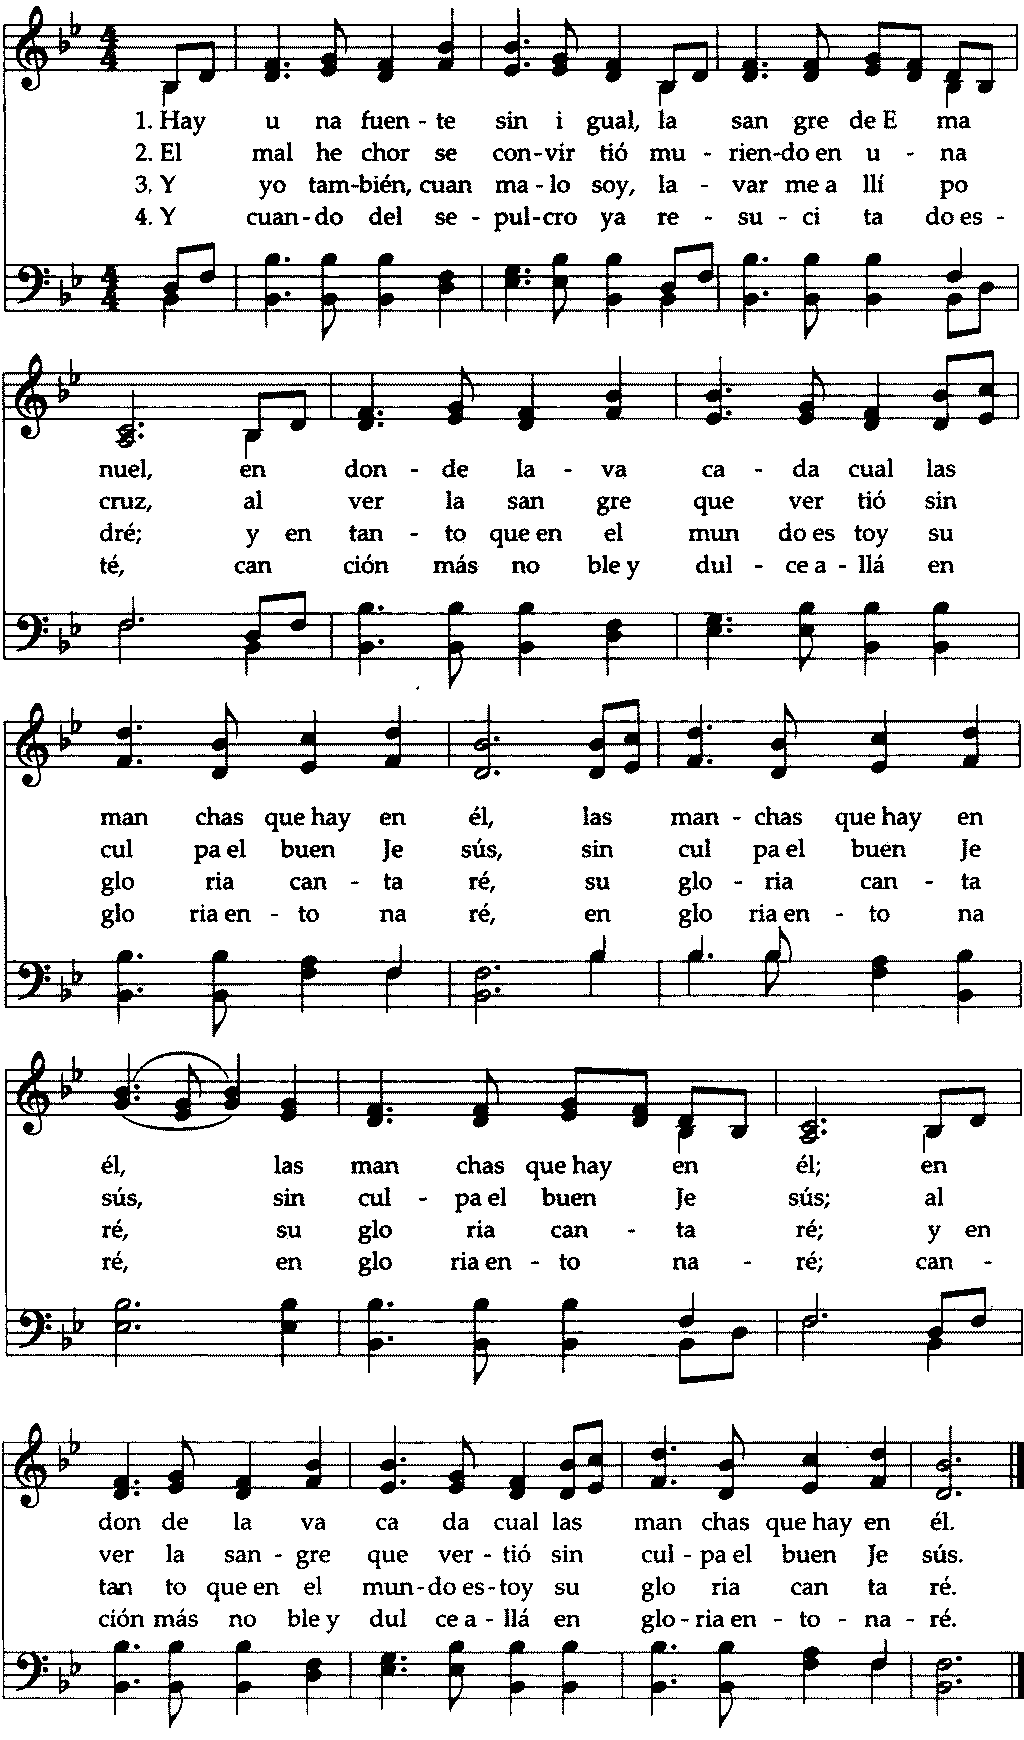 1. Hay u na fuen - te sin i gual, la san gre de E ma
2. El mal he chor se con-vir tió mu - rien-do en u - na
3. Y yo tam-bién, cuan ma - lo soy, la - var me a llí po
4. Y cuan-do del se - pul-cro ya re - su - ci ta do es -
nuel, en don - de la - va ca - da cual las
cruz, al ver la san gre que ver tió sin
dré; y en tan - to que en el mun do es toy su
té, can ción más no ble y dul - ce a - llá en
man chas que hay en él, las man - chas que hay en
cul pa el buen Je sús, sin cul pa el buen Je
glo ria can - ta ré, su glo - ria can - ta
glo ria en - to na ré, en glo ria en - to na
él, las man chas que hay en él; en
sús, sin cul - pa el buen Je sús; al
ré, su glo ria can - ta ré; y en
ré, en glo ria en - to na - ré; can -
don de la va ca da cual las man chas que hay en él.
ver la san - gre que ver - tió sin cul - pa el buen Je sús.
tan to que en el mun - do es - toy su glo ria can ta ré.
ción más no ble y dul ce a - llá en glo - ria en - to - na - ré.